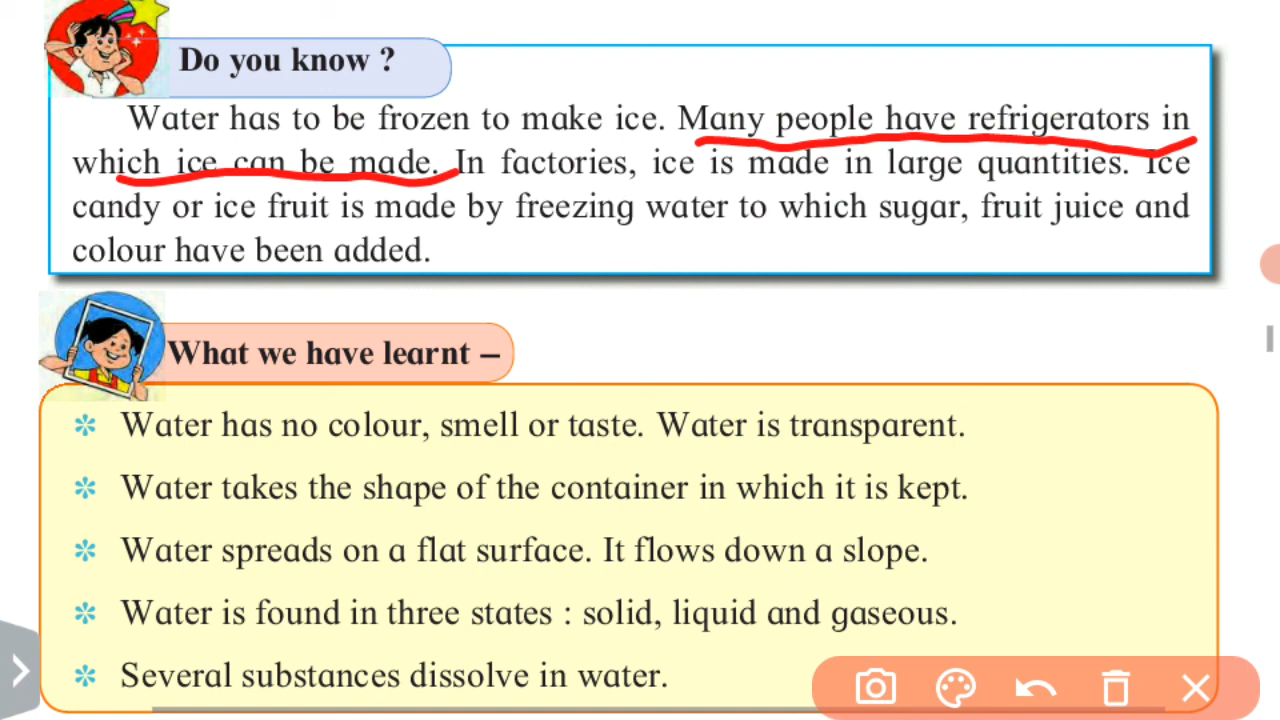 Do you know ?
Water has to be frozen to make ice. Many people have refrigerators in
which ice can be made. In factories, ice is made in large quantities. Ice
candy or ice fruit is made by freezing water to which sugar, fruit juice and
colour have been added.
What we have learnt –
✼ Water has no colour, smell or taste. Water is transparent.
✼ Water takes the shape of the container in which it is kept.
✼ Water spreads on a flat surface. It flows down a slope.
✼ Water is found in three states : solid, liquid and gaseous.
✼ Several substances dissolve in water.